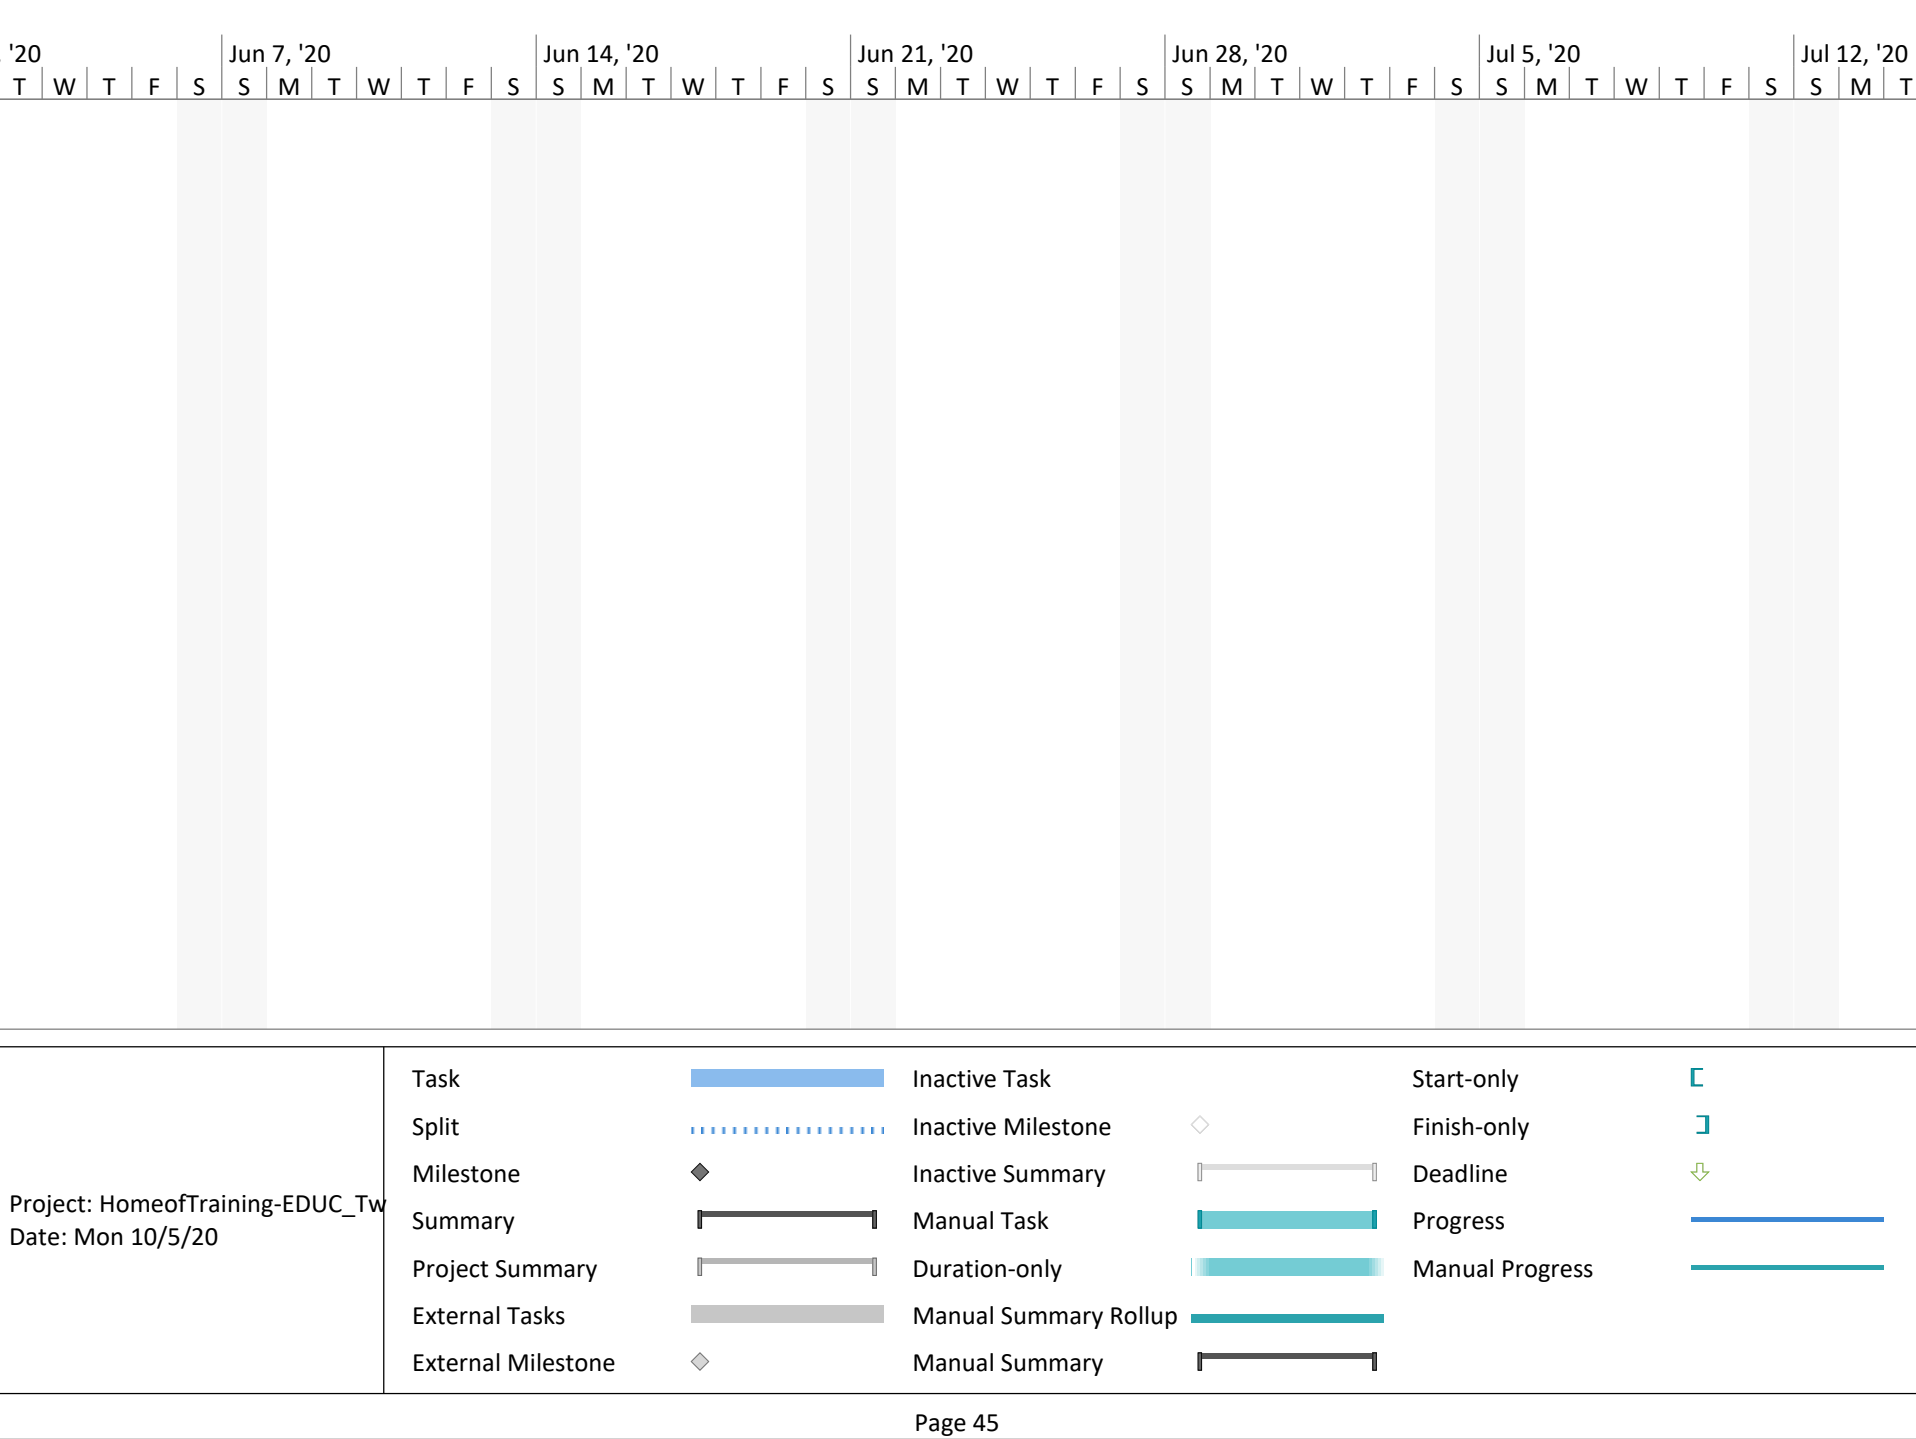 '20 Jun 7, '20 Jun 14, '20 Jun 21, '20 Jun 28, '20 Jul 5, '20 Jul 12, '20
T W T F S S M T W T F S S M T W T F S S M T W T F S S M T W T F S S M T W T F S S M T
Project: HomeofTraining-EDUC_Tw
Date: Mon 10/5/20
Task
Split
Milestone
Summary
Project Summary
External Tasks
External Milestone
Inactive Task
Inactive Milestone
Inactive Summary
Manual Task
Duration-only
Manual Summary Rollup
Manual Summary
Start-only
Finish-only
Deadline
Progress
Manual Progress
Page 45